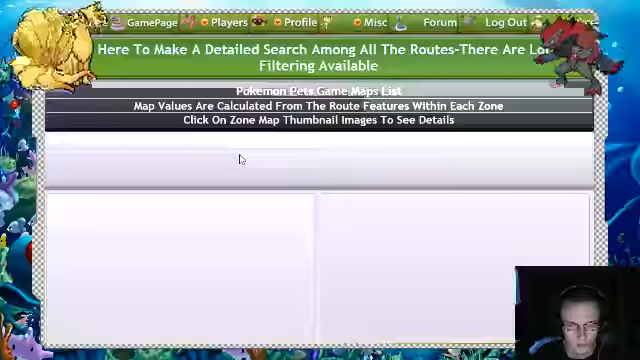 GamePage Players Profile Misc Forum Log Out
Here To Make A Detailed Search Among All The Routes-There Are Lo
Filtering Available
Pokemon Pets Game Maps List
Map Values Are Calculated From The Route Features Within Each Zone
Click On Zone Map Thumbnail Images To See Details